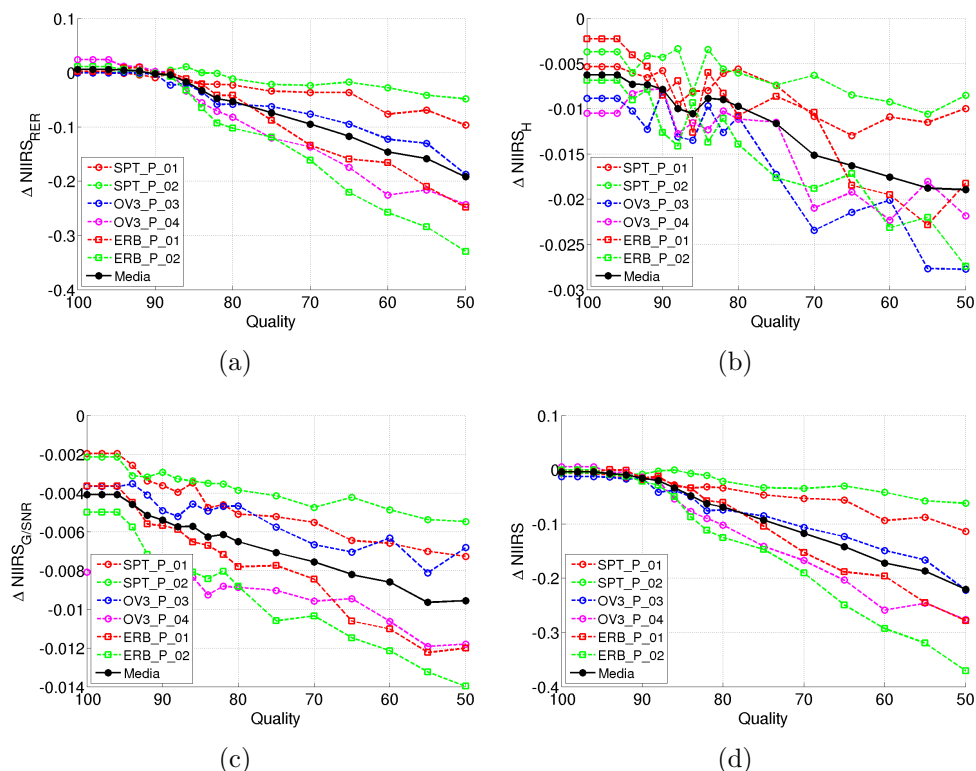 0.1
0
-0.1
-0.2
-0.3
-0.4
Δ NIIRS_RER
SPT_P_01
SPT_P_02
OV3_P_03
OV3_P_04
ERB_P_01
ERB_P_02
Media
100 90 80 70 60 50
Quality
(a)
0
-0.005
-0.01
-0.015
-0.02
-0.025
-0.03
Δ NIIRS_H
SPT_P_01
SPT_P_02
OV3_P_03
OV3_P_04
ERB_P_01
ERB_P_02
Media
100 90 80 70 60 50
Quality
(b)
0
-0.002
-0.004
-0.006
-0.008
-0.01
-0.012
-0.014
Δ NIIRS_G/SNR
SPT_P_01
SPT_P_02
OV3_P_03
OV3_P_04
ERB_P_01
ERB_P_02
Media
100 90 80 70 60 50
Quality
(c)
0.1
0
-0.1
-0.2
-0.3
-0.4
Δ NIIRS
SPT_P_01
SPT_P_02
OV3_P_03
OV3_P_04
ERB_P_01
ERB_P_02
Media
100 90 80 70 60 50
Quality
(d)